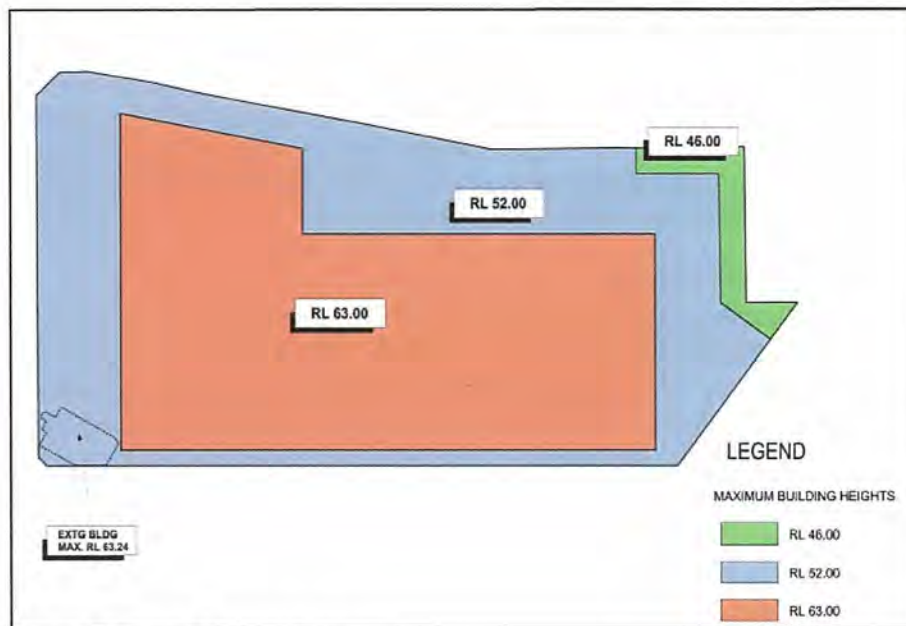 RL 46.00
RL 52.00
RL 63.00
LEGEND
MAXIMUM BUILDING HEIGHTS
EXTG BLDG
MAX. RL 63.24
RL 46.00
RL 52.00
RL 63.00